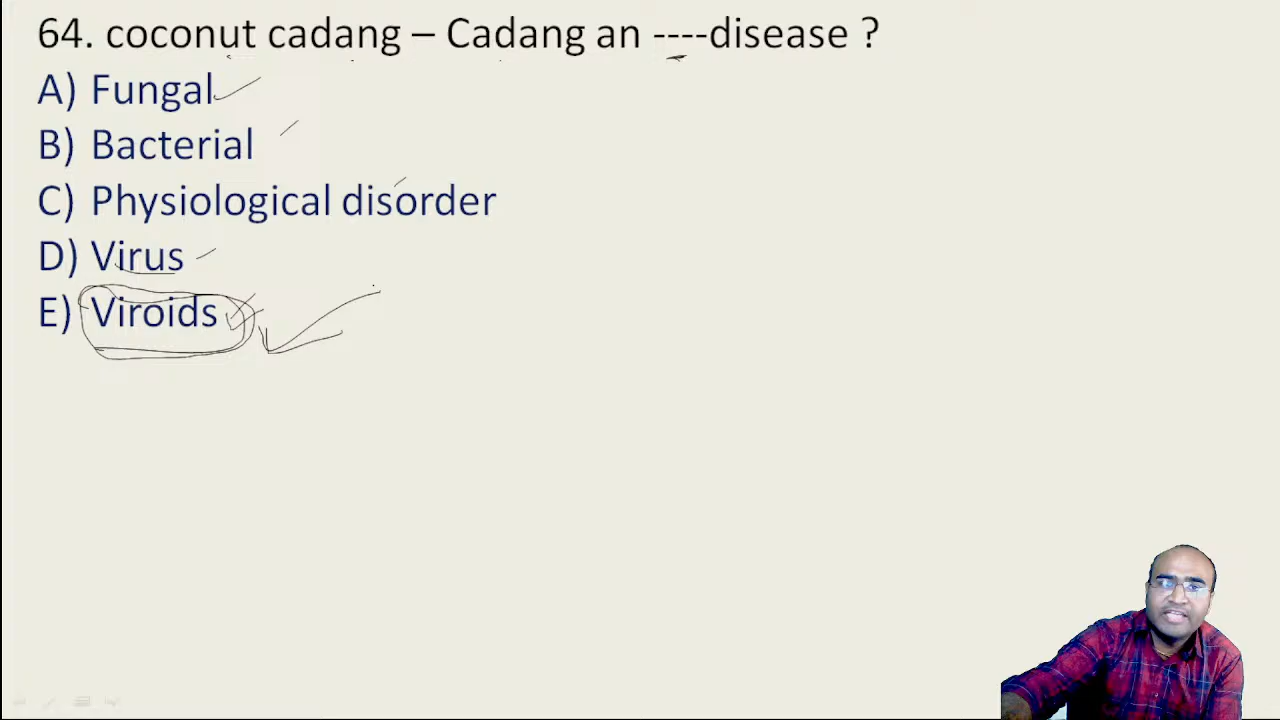 64. coconut cadang – Cadang an ----disease ?
A) Fungal
B) Bacterial
C) Physiological disorder
D) Virus
E) Viroids